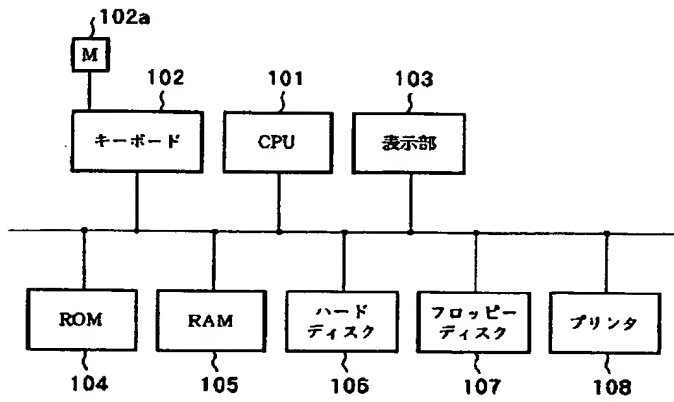 102a
M
102
101
103
キーボード
CPU
表示部
ROM
RAM
ハード
ディスク
フロッピー
ディスク
プリンタ
104
105
106
107
108